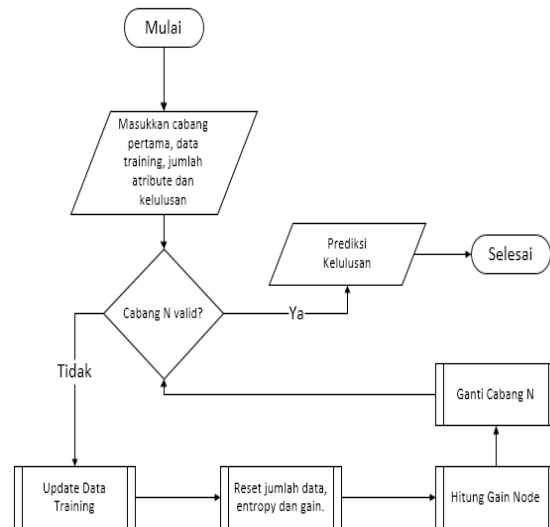 Mulai
Masukkan cabang
pertama, data
training, jumlah
atribute dan
kelulusan
Prediksi
Kelulusan
Selesai
Cabang N valid?
Ya
Tidak
Ganti Cabang N
Update Data
Training
Reset jumlah data,
entropy dan gain.
Hitung Gain Node